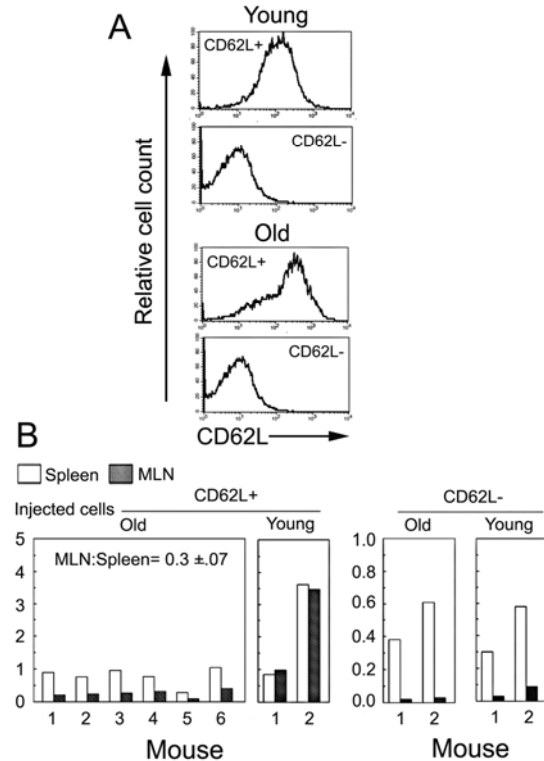 A
Young
CD62L+
CD62L-
Old
CD62L+
CD62L-
Relative cell count
CD62L
B
Spleen MLN
Injected cells CD62L+ CD62L-
Old Young Old Young
MLN:Spleen= 0.3 ±.07
5
4
3
2
1
0
1.0
0.8
0.6
0.4
0.2
0.0
1 2 3 4 5 6 1 2 1 2 1 2
Mouse Mouse